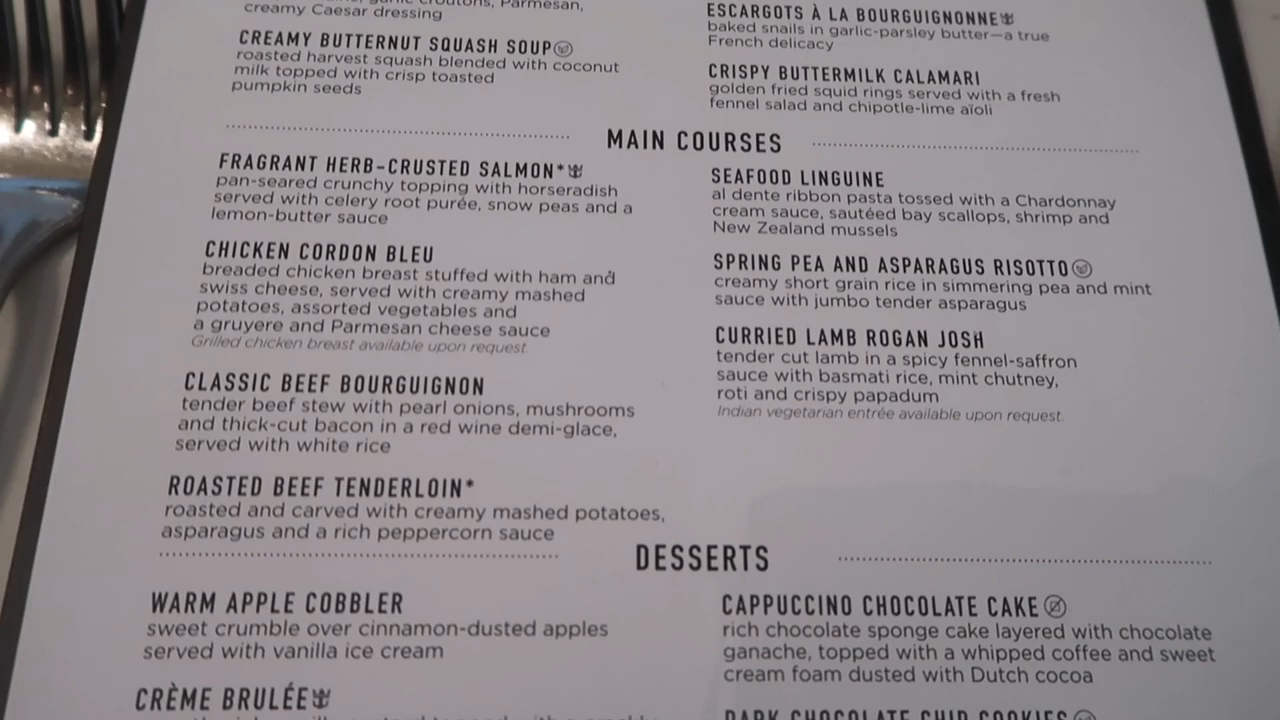 creamy Caesar dressing
CREAMY BUTTERNUT SQUASH SOUP
roasted harvest squash blended with coconut
milk topped with crisp toasted
pumpkin seeds
ESCARGOTS À LA BOURGUIGNONNE
baked snails in garlic-parsley butter—a true
French delicacy
CRISPY BUTTERMILK CALAMARI
golden fried squid rings served with a fresh
fennel salad and chipotle-lime aïoli
MAIN COURSES
FRAGRANT HERB-CRUSTED SALMON*
pan-seared crunchy topping with horseradish
served with celery root purée, snow peas and a
lemon-butter sauce
CHICKEN CORDON BLEU
breaded chicken breast stuffed with ham and
swiss cheese, served with creamy mashed
potatoes, assorted vegetables and
a gruyere and Parmesan cheese sauce
Grilled chicken breast available upon request.
CLASSIC BEEF BOURGUIGNON
tender beef stew with pearl onions, mushrooms
and thick-cut bacon in a red wine demi-glace,
served with white rice
ROASTED BEEF TENDERLOIN*
roasted and carved with creamy mashed potatoes,
asparagus and a rich peppercorn sauce
SEAFOOD LINGUINE
al dente ribbon pasta tossed with a Chardonnay
cream sauce, sautéed bay scallops, shrimp and
New Zealand mussels
SPRING PEA AND ASPARAGUS RISOTTO
creamy short grain rice in simmering pea and mint
sauce with jumbo tender asparagus
CURRIED LAMB ROGAN JOSH
tender cut lamb in a spicy fennel-saffron
sauce with basmati rice, mint chutney,
roti and crispy papadum
Indian vegetarian entrée available upon request.
DESSERTS
WARM APPLE COBBLER
sweet crumble over cinnamon-dusted apples
served with vanilla ice cream
CRÈME BRULÉE
CAPPUCCINO CHOCOLATE CAKE
rich chocolate sponge cake layered with chocolate
ganache, topped with a whipped coffee and sweet
cream foam dusted with Dutch cocoa
DARK CHOCOLATE CHIP COOKIES